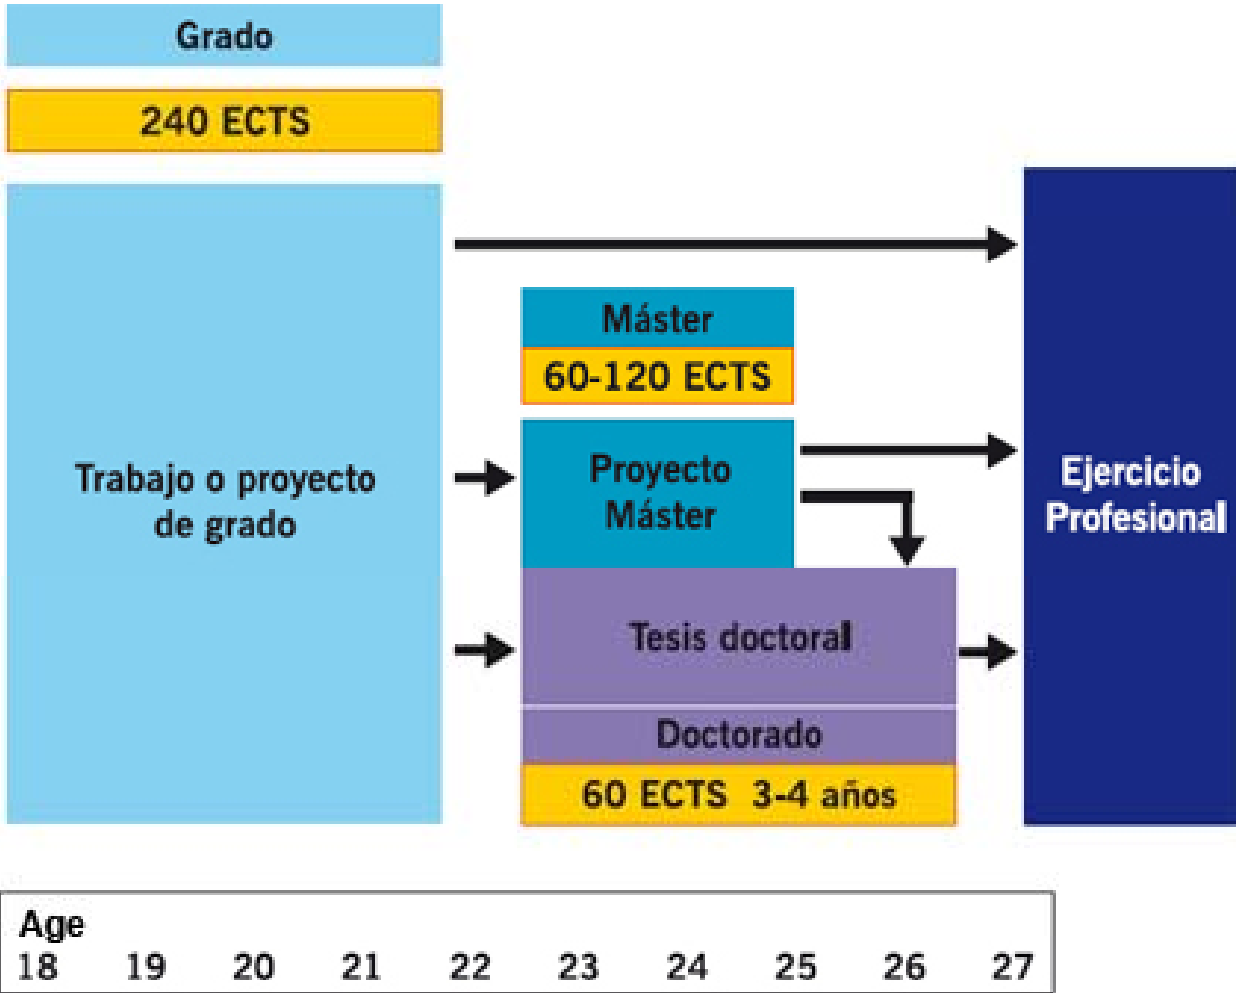 Grado
240 ECTS
Máster
60-120 ECTS
Trabajo o proyecto
de grado
Proyecto
Máster
Ejercicio
Profesional
Tesis doctoral
Doctorado
60 ECTS 3-4 años
Age
18 19 20 21 22 23 24 25 26 27